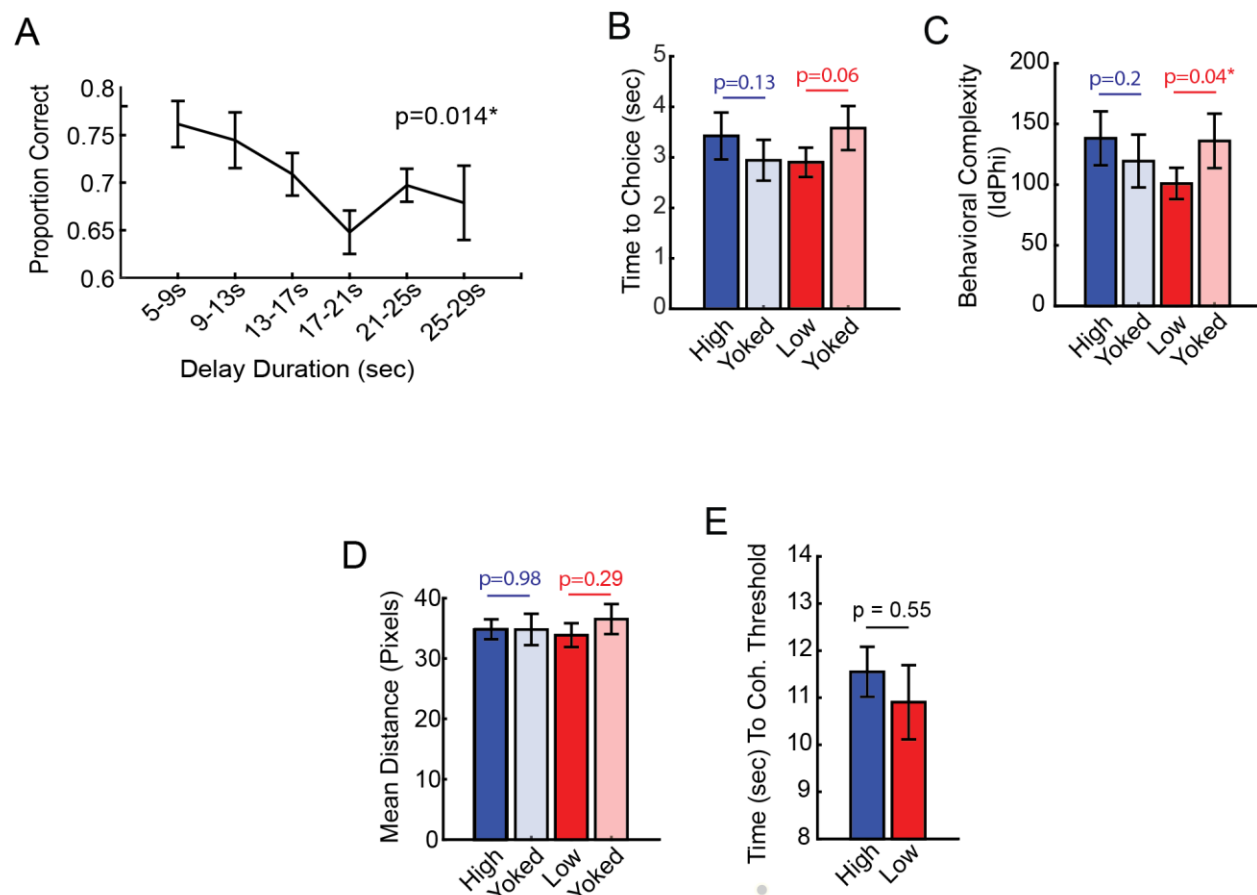 A
Proportion Correct
0.8
0.75
0.7
0.65
0.6
p=0.014*
5-9s
9-13s
13-17s
17-21s
21-25s
25-29s
Delay Duration (sec)
B
Time to Choice (sec)
5
4
3
2
1
0
p=0.13
p=0.06
High
Yoked
Low
Yoked
C
Behavioral Complexity
(IdPhi)
200
150
100
50
0
p=0.2
p=0.04*
High
Yoked
Low
Yoked
D
Mean Distance (Pixels)
40
30
20
10
0
p=0.98
p=0.29
High
Yoked
Low
Yoked
E
Time (sec) To Coh. Threshold
14
13
12
11
10
9
8
p = 0.55
High
Low